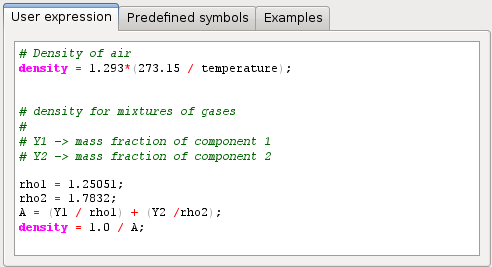 User expression Predefined symbols Examples
# Density of air
density = 1.293*(273.15 / temperature);
# density for mixtures of gases
#
# Y1 -> mass fraction of component 1
# Y2 -> mass fraction of component 2
rho1 = 1.25051;
rho2 = 1.7832;
A = (Y1 / rho1) + (Y2 /rho2);
density = 1.0 / A;